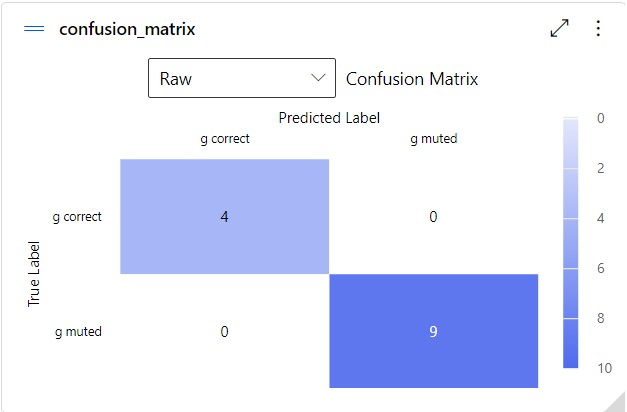 confusion_matrix
Raw
Confusion Matrix
Predicted Label
g correct
g muted
0
2
4
6
8
10
True Label
g correct
4
0
g muted
0
9